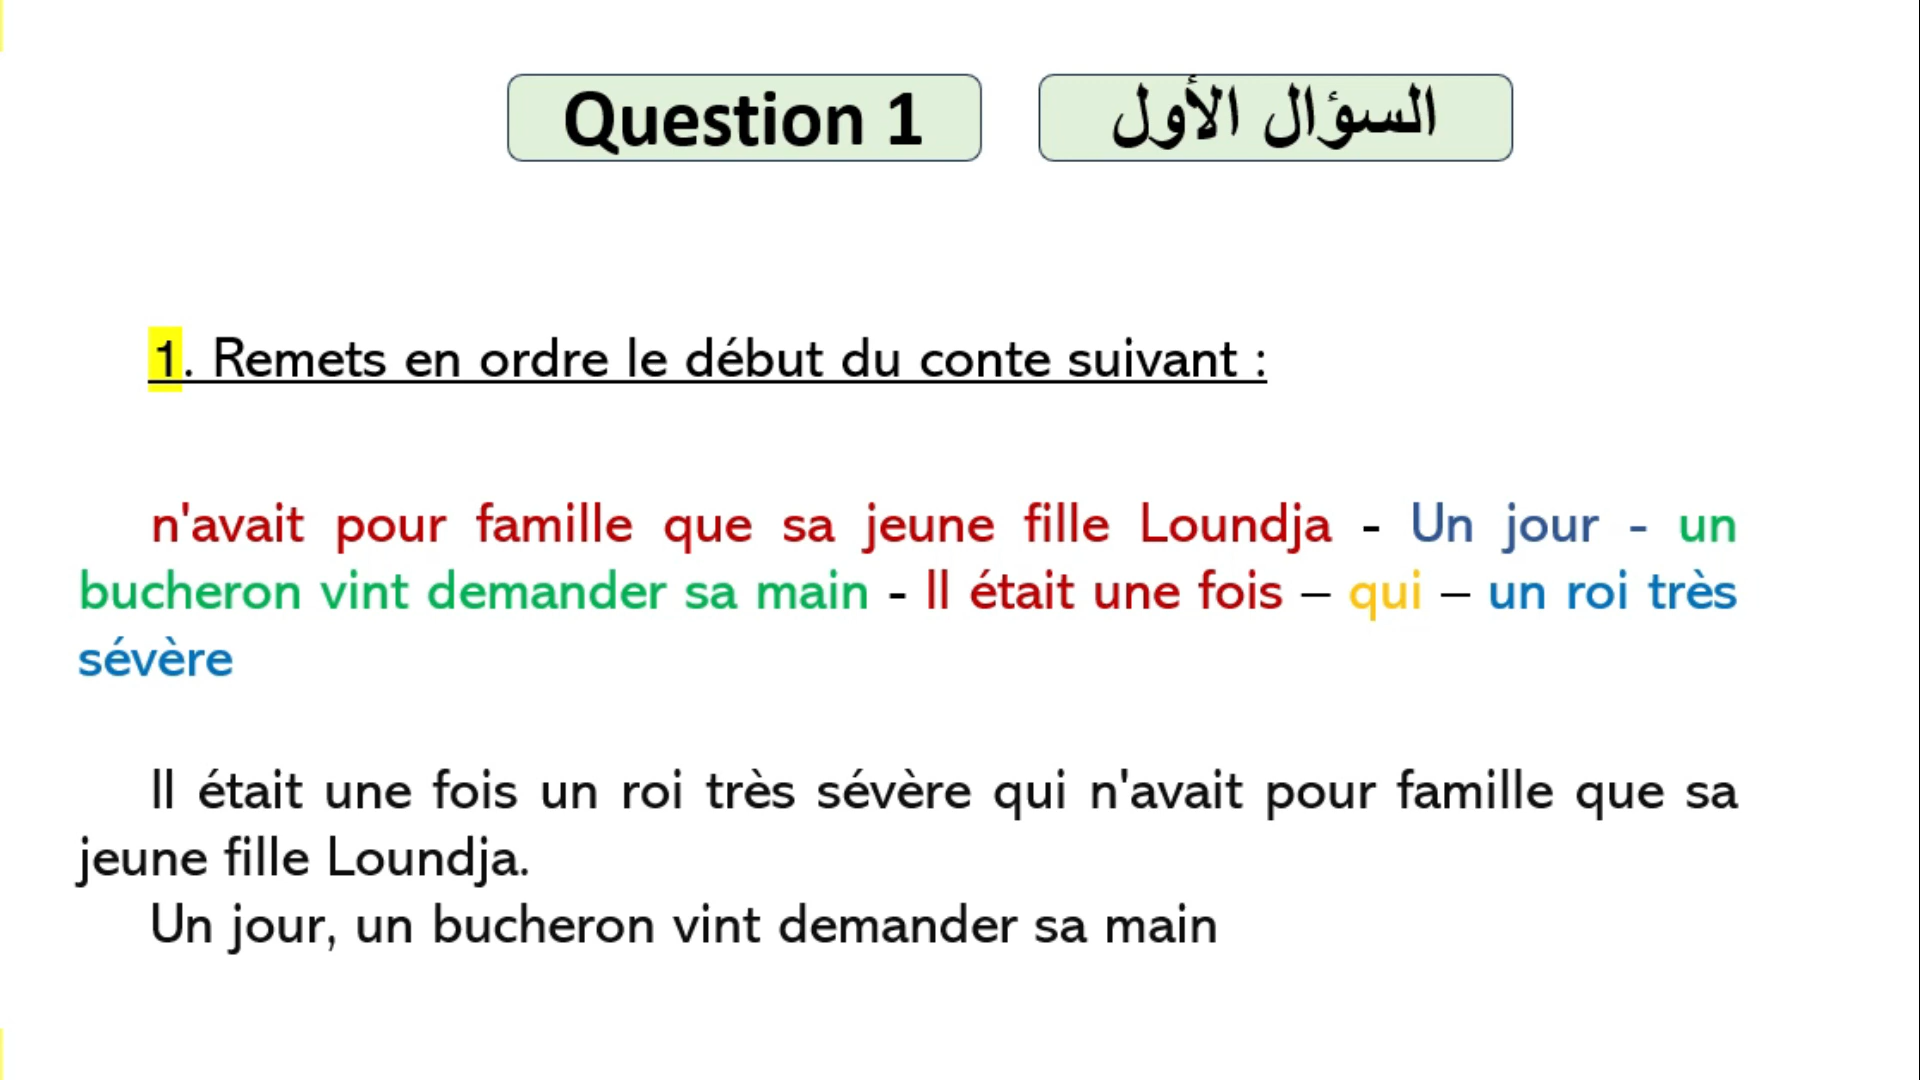 Question 1
السؤال الأول
1. Remets en ordre le début du conte suivant :
n'avait pour famille que sa jeune fille Loundja - Un jour - un
bucheron vint demander sa main - Il était une fois – qui – un roi très
sévère
Il était une fois un roi très sévère qui n'avait pour famille que sa
jeune fille Loundja.
Un jour, un bucheron vint demander sa main